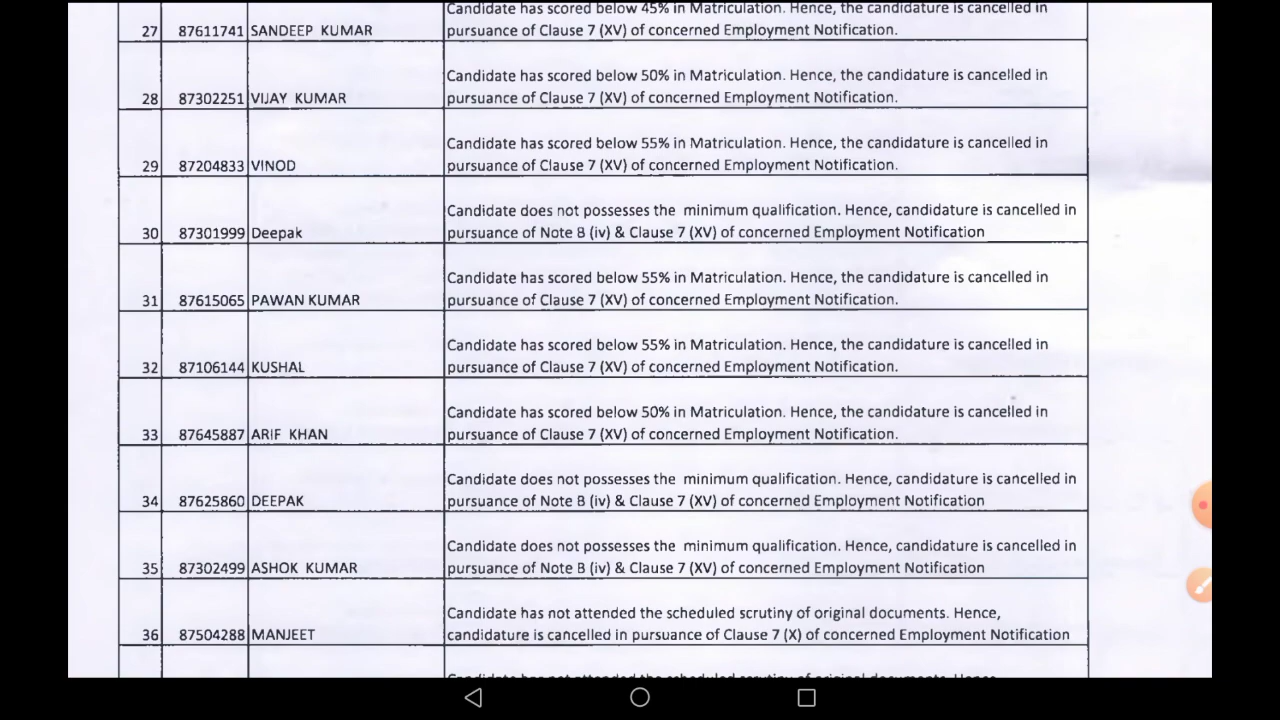 Candidate has scored below 45% in Matriculation. Hence, the candidature is cancelled in
27 87611741 SANDEEP KUMAR pursuance of Clause 7 (XV) of concerned Employment Notification.
Candidate has scored below 50% in Matriculation. Hence, the candidature is cancelled in
28 87302251 VIJAY KUMAR pursuance of Clause 7 (XV) of concerned Employment Notification.
Candidate has scored below 55% in Matriculation. Hence, the candidature is cancelled in
29 87204833 VINOD pursuance of Clause 7 (XV) of concerned Employment Notification.
Candidate does not possesses the minimum qualification. Hence, candidature is cancelled in
30 87301999 Deepak pursuance of Note B (iv) & Clause 7 (XV) of concerned Employment Notification
Candidate has scored below 55% in Matriculation. Hence, the candidature is cancelled in
31 87615065 PAWAN KUMAR pursuance of Clause 7 (XV) of concerned Employment Notification.
Candidate has scored below 55% in Matriculation. Hence, the candidature is cancelled in
32 87106144 KUSHAL pursuance of Clause 7 (XV) of concerned Employment Notification.
Candidate has scored below 50% in Matriculation. Hence, the candidature is cancelled in
33 87645887 ARIF KHAN pursuance of Clause 7 (XV) of concerned Employment Notification.
Candidate does not possesses the minimum qualification. Hence, candidature is cancelled in
34 87625860 DEEPAK pursuance of Note B (iv) & Clause 7 (XV) of concerned Employment Notification
Candidate does not possesses the minimum qualification. Hence, candidature is cancelled in
35 87302499 ASHOK KUMAR pursuance of Note B (iv) & Clause 7 (XV) of concerned Employment Notification
Candidate has not attended the scheduled scrutiny of original documents. Hence,
36 87504288 MANJEET candidature is cancelled in pursuance of Clause 7 (X) of concerned Employment Notification